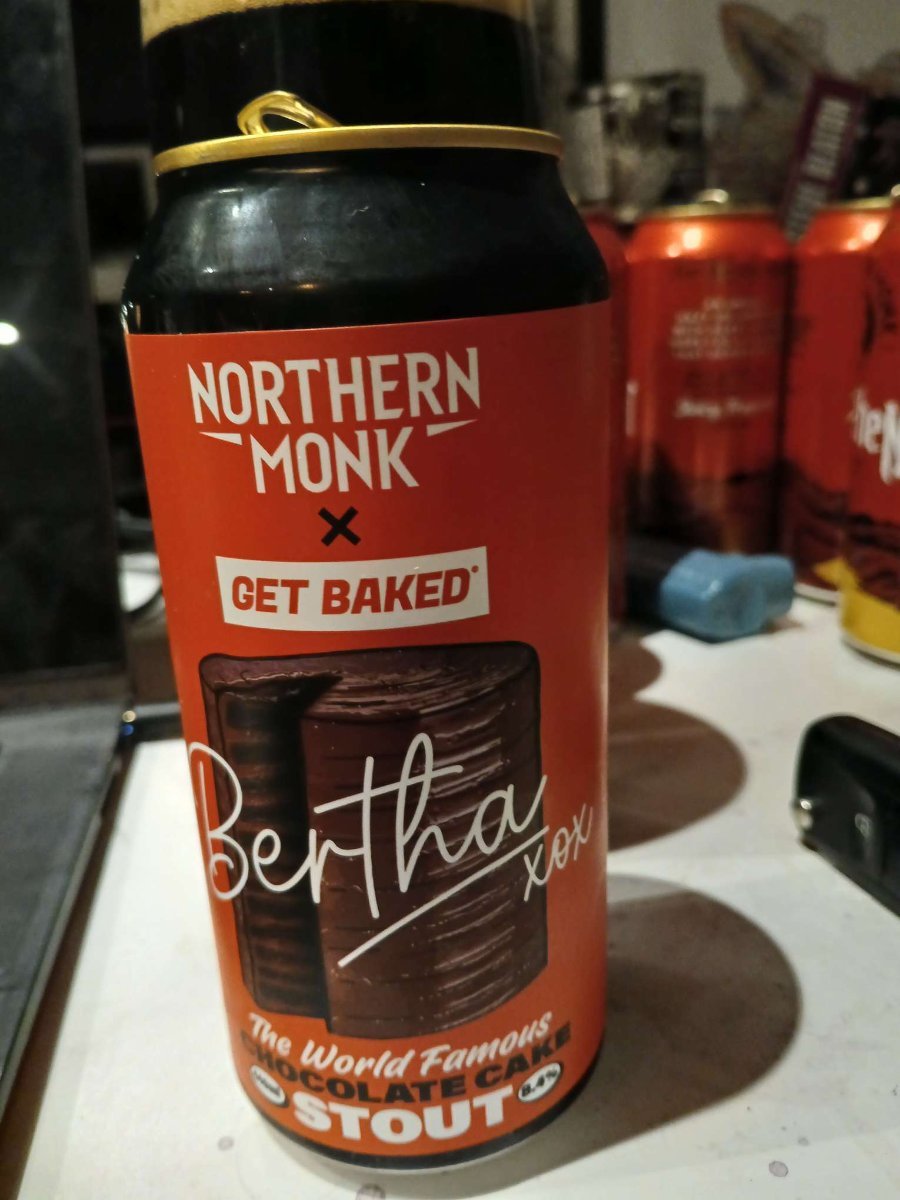 NORTHERN
MONK
X
GET BAKED
Bertha
xox
The World Famous
CHOCOLATE CAKE
STOUT
8.4%